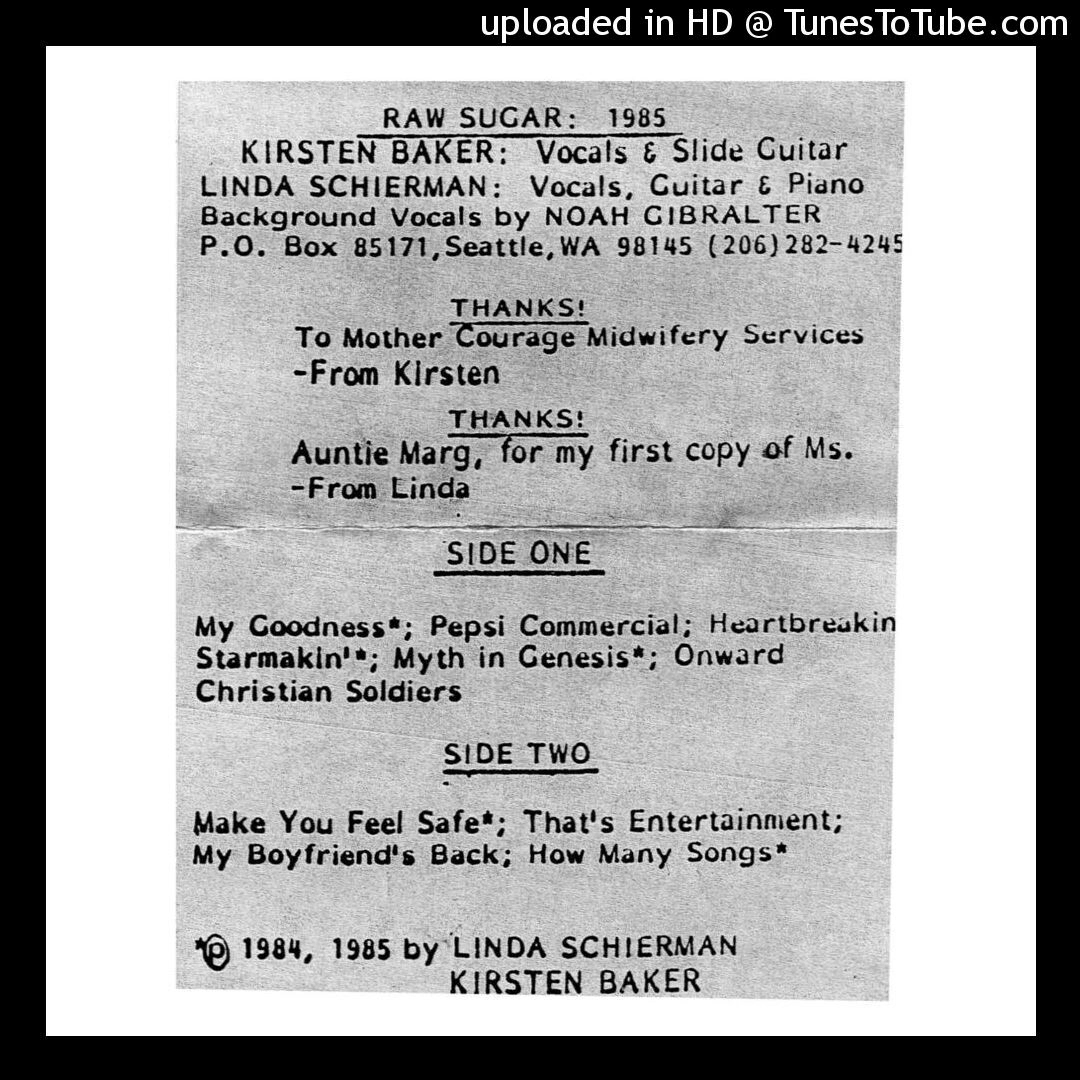 uploaded in HD @ TunesToTube.com
RAW SUGAR: 1985
KIRSTEN BAKER: Vocals & Slide Guitar
LINDA SCHIERMAN: Vocals, Guitar & Piano
Background Vocals by NOAH GIBRALTER
P.O. Box 85171,Seattle,WA 98145 (206)282-4245
THANKS!
To Mother Courage Midwifery Services
-From Kirsten
THANKS!
Auntie Marg, for my first copy of Ms.
-From Linda
SIDE ONE
My Goodness*; Pepsi Commercial; Heartbreakin
Starmakin'*; Myth in Genesis*; Onward
Christian Soldiers
SIDE TWO
Make You Feel Safe*; That's Entertainment;
My Boyfriend's Back; How Many Songs*
*℗ 1984, 1985 by LINDA SCHIERMAN
KIRSTEN BAKER